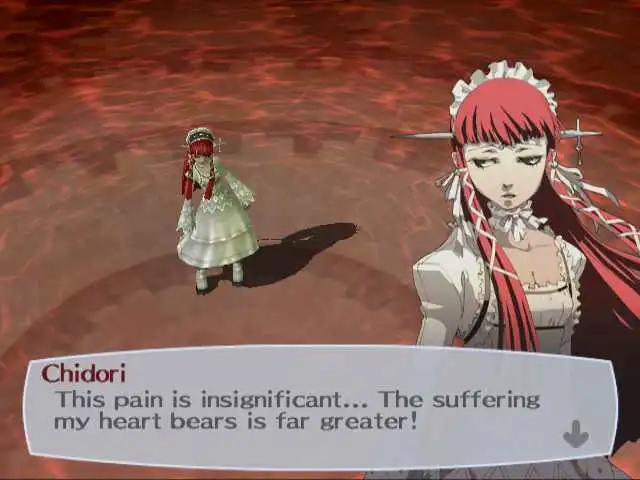 Chidori
This pain is insignificant... The suffering
my heart bears is far greater!